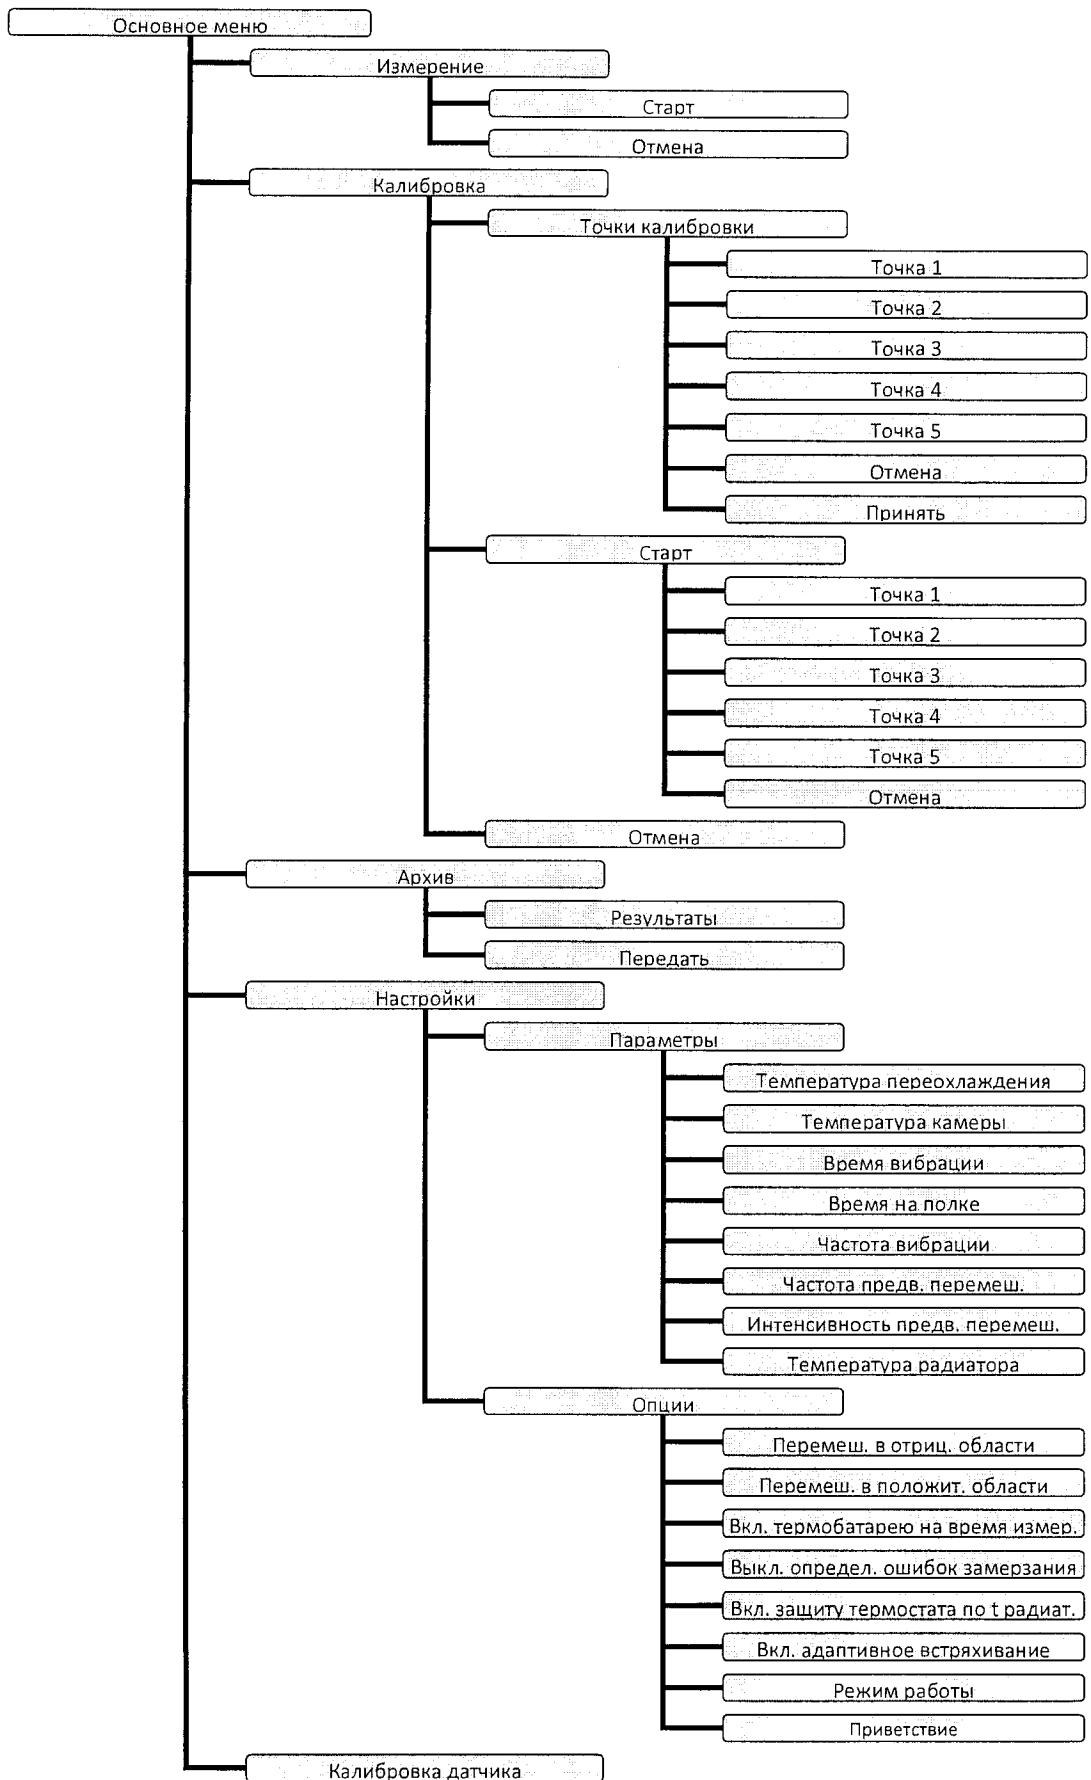 Основное меню
Измерение
Старт
Отмена
Калибровка
Точки калибровки
Точка 1
Точка 2
Точка 3
Точка 4
Точка 5
Отмена
Принять
Старт
Точка 1
Точка 2
Точка 3
Точка 4
Точка 5
Отмена
Отмена
Архив
Результаты
Передать
Настройки
Параметры
Температура переохлаждения
Температура камеры
Время вибрации
Время на полке
Частота вибрации
Частота предв. перемеш.
Интенсивность предв. перемеш.
Температура радиатора
Опции
Перемеш. в отриц. области
Перемеш. в положит. области
Вкл. термобатарею на время измер.
Выкл. определ. ошибок замерзания
Вкл. защиту термостата по t радиат.
Вкл. адаптивное встряхивание
Режим работы
Приветствие
Калибровка датчика